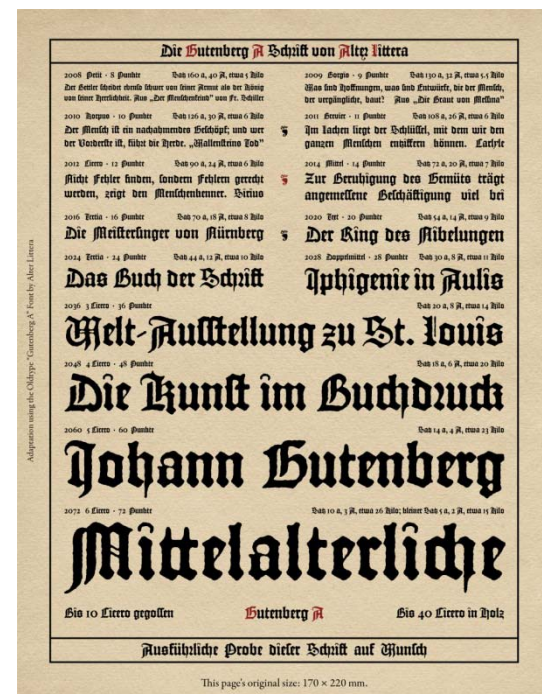 Die Gutenberg A Schrift von Alter Littera
2008 Petit · 8 Punkte Satz 160 a, 40 A, etwa 5 Kilo
Der Bettler schreibt ebenso schwer von seiner Armut als der König
von seiner Herrlichkeit. Aus „Der Menschenfeind“ von Fr. Schiller
2009 Borgis · 9 Punkte Satz 130 a, 32 A, etwa 5.5 Kilo
Was sind Hoffnungen, was sind Entwürfe, die der Mensch,
der vergängliche, baut? Aus „Die Braut von Messina“
2010 Korpus · 10 Punkte Satz 126 a, 30 A, etwa 6 Kilo
Der Mensch ist ein nachahmendes Geschöpf; und wer
der Vorderste ist, führt die Herde. „Wallensteins Tod“
2011 Brevier · 11 Punkte Satz 108 a, 26 A, etwa 6 Kilo
Im Lachen liegt der Schlüssel, mit dem wir den
ganzen Menschen entziffern können. Carlyle
2012 Cicero · 12 Punkte Satz 90 a, 24 A, etwa 6 Kilo
Nicht Fehler finden, sondern Fehlern gerecht
werden, zeigt den Menschenkenner. Sirius
2014 Mittel · 14 Punkte Satz 72 a, 20 A, etwa 7 Kilo
Zur Beruhigung des Gemüts trägt
angemessene Beschäftigung viel bei
2016 Tertia · 16 Punkte Satz 70 a, 18 A, etwa 8 Kilo
Die Meistersinger von Nürnberg
2020 Text · 20 Punkte Satz 54 a, 14 A, etwa 9 Kilo
Der Ring des Nibelungen
2024 Tertia · 24 Punkte Satz 44 a, 12 A, etwa 10 Kilo
Das Buch der Schrift
2028 Doppelmittel · 28 Punkte Satz 30 a, 8 A, etwa 11 Kilo
Iphigenie in Aulis
2036 3 Cicero · 36 Punkte Satz 20 a, 8 A, etwa 14 Kilo
Welt-Ausstellung zu St. Louis
2048 4 Cicero · 48 Punkte Satz 18 a, 6 A, etwa 20 Kilo
Die Kunst im Buchdruck
2060 5 Cicero · 60 Punkte Satz 14 a, 4 A, etwa 23 Kilo
Johann Gutenberg
2072 6 Cicero · 72 Punkte Satz 10 a, 3 A, etwa 26 Kilo; kleiner Satz 5 a, 2 A, etwa 15 Kilo
Mittelalterliche
Bis 10 Cicero gegossen Gutenberg A Bis 40 Cicero in Holz
Ausführliche Probe dieser Schrift auf Wunsch
Adaptation using the Oldtype "Gutenberg A" Font by Alter Littera
This page's original size: 170 × 220 mm.